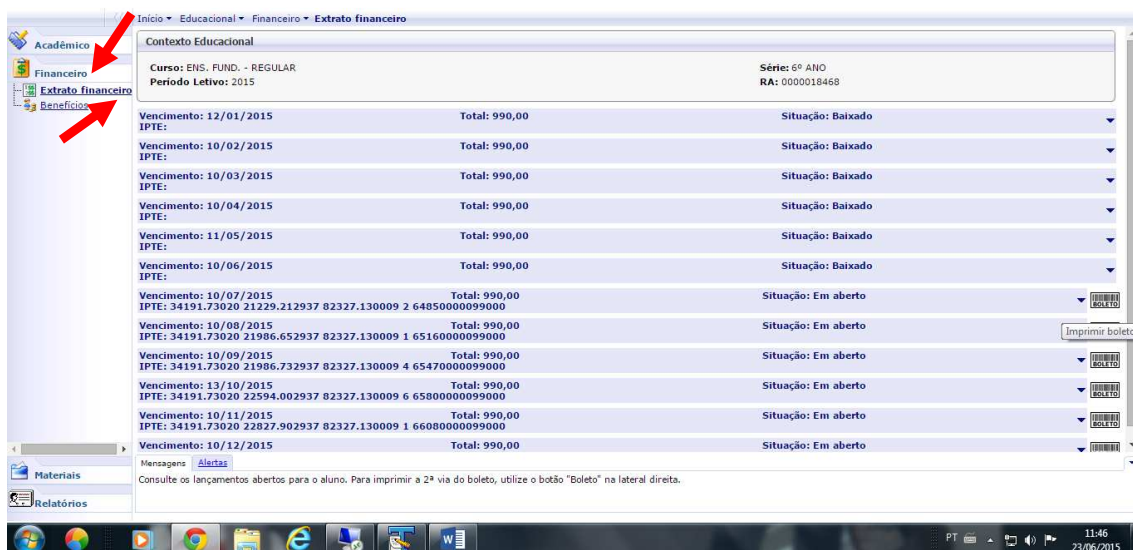 Início Educacional Financeiro Extrato financeiro
Acadêmico
Financeiro
Extrato financeiro
Benefícios
Contexto Educacional
Curso: ENS. FUND. - REGULAR Série: 6º ANO
Período Letivo: 2015 RA: 0000018468
Vencimento: 12/01/2015 Total: 990,00 Situação: Baixado
IPTE:
Vencimento: 10/02/2015 Total: 990,00 Situação: Baixado
IPTE:
Vencimento: 10/03/2015 Total: 990,00 Situação: Baixado
IPTE:
Vencimento: 10/04/2015 Total: 990,00 Situação: Baixado
IPTE:
Vencimento: 11/05/2015 Total: 990,00 Situação: Baixado
IPTE:
Vencimento: 10/06/2015 Total: 990,00 Situação: Baixado
IPTE:
Vencimento: 10/07/2015 Total: 990,00 Situação: Em aberto
IPTE: 34191.73020 21229.212937 82327.130009 2 64850000099000 BOLETO
Vencimento: 10/08/2015 Total: 990,00 Situação: Em aberto
IPTE: 34191.73020 21986.652937 82327.130009 1 65160000099000 Imprimir boleto
Vencimento: 10/09/2015 Total: 990,00 Situação: Em aberto
IPTE: 34191.73020 21986.732937 82327.130009 4 65470000099000 BOLETO
Vencimento: 13/10/2015 Total: 990,00 Situação: Em aberto
IPTE: 34191.73020 22594.002937 82327.130009 6 65800000099000 BOLETO
Vencimento: 10/11/2015 Total: 990,00 Situação: Em aberto
IPTE: 34191.73020 22827.902937 82327.130009 1 66080000099000 BOLETO
Vencimento: 10/12/2015 Total: 990,00 Situação: Em aberto
Mensagens Alertas
Consulte os lançamentos abertos para o aluno. Para imprimir a 2ª via do boleto, utilize o botão "Boleto" na lateral direita.
Materiais
Relatórios
PT 11:46
23/06/2015